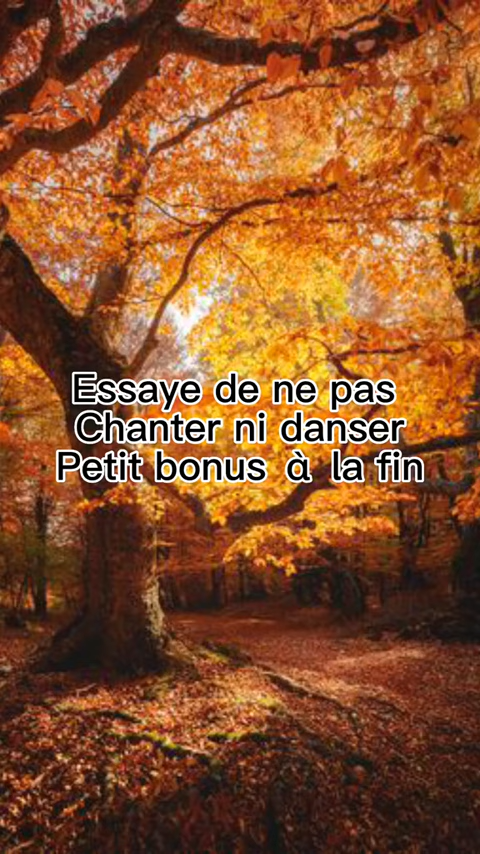 Essaye de ne pas
Chanter ni danser
Petit bonus à la fin